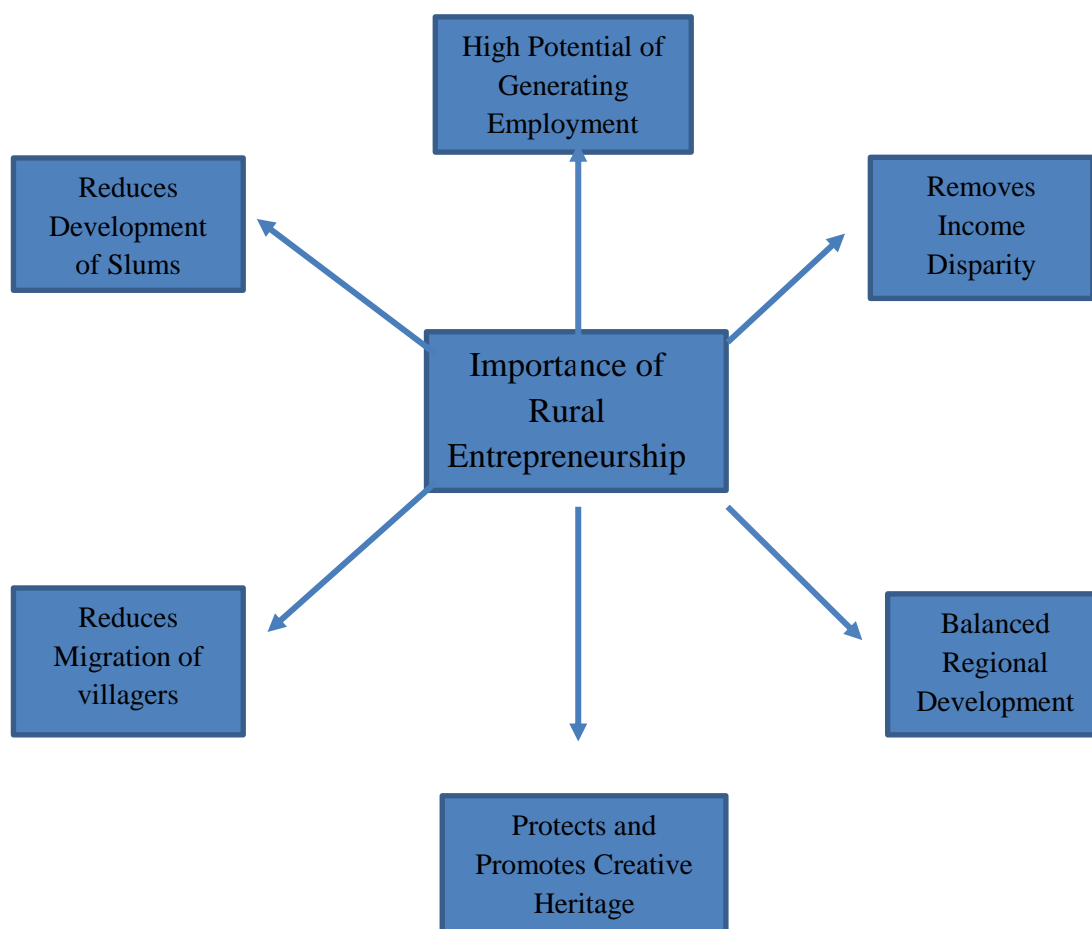 High Potential of
Generating
Employment
Reduces
Development
of Slums
Removes
Income
Disparity
Importance of
Rural
Entrepreneurship
Reduces
Migration of
villagers
Balanced
Regional
Development
Protects and
Promotes Creative
Heritage